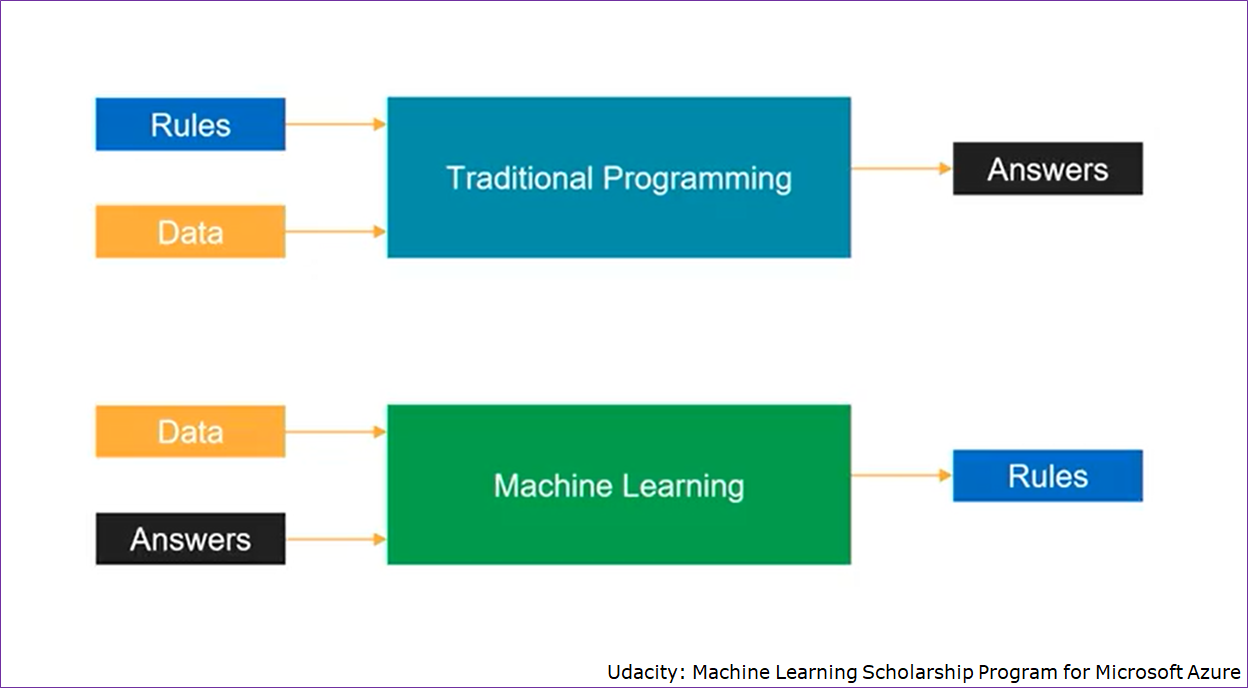 Rules
Traditional Programming
Answers
Data
Data
Machine Learning
Rules
Answers
Udacity: Machine Learning Scholarship Program for Microsoft Azure